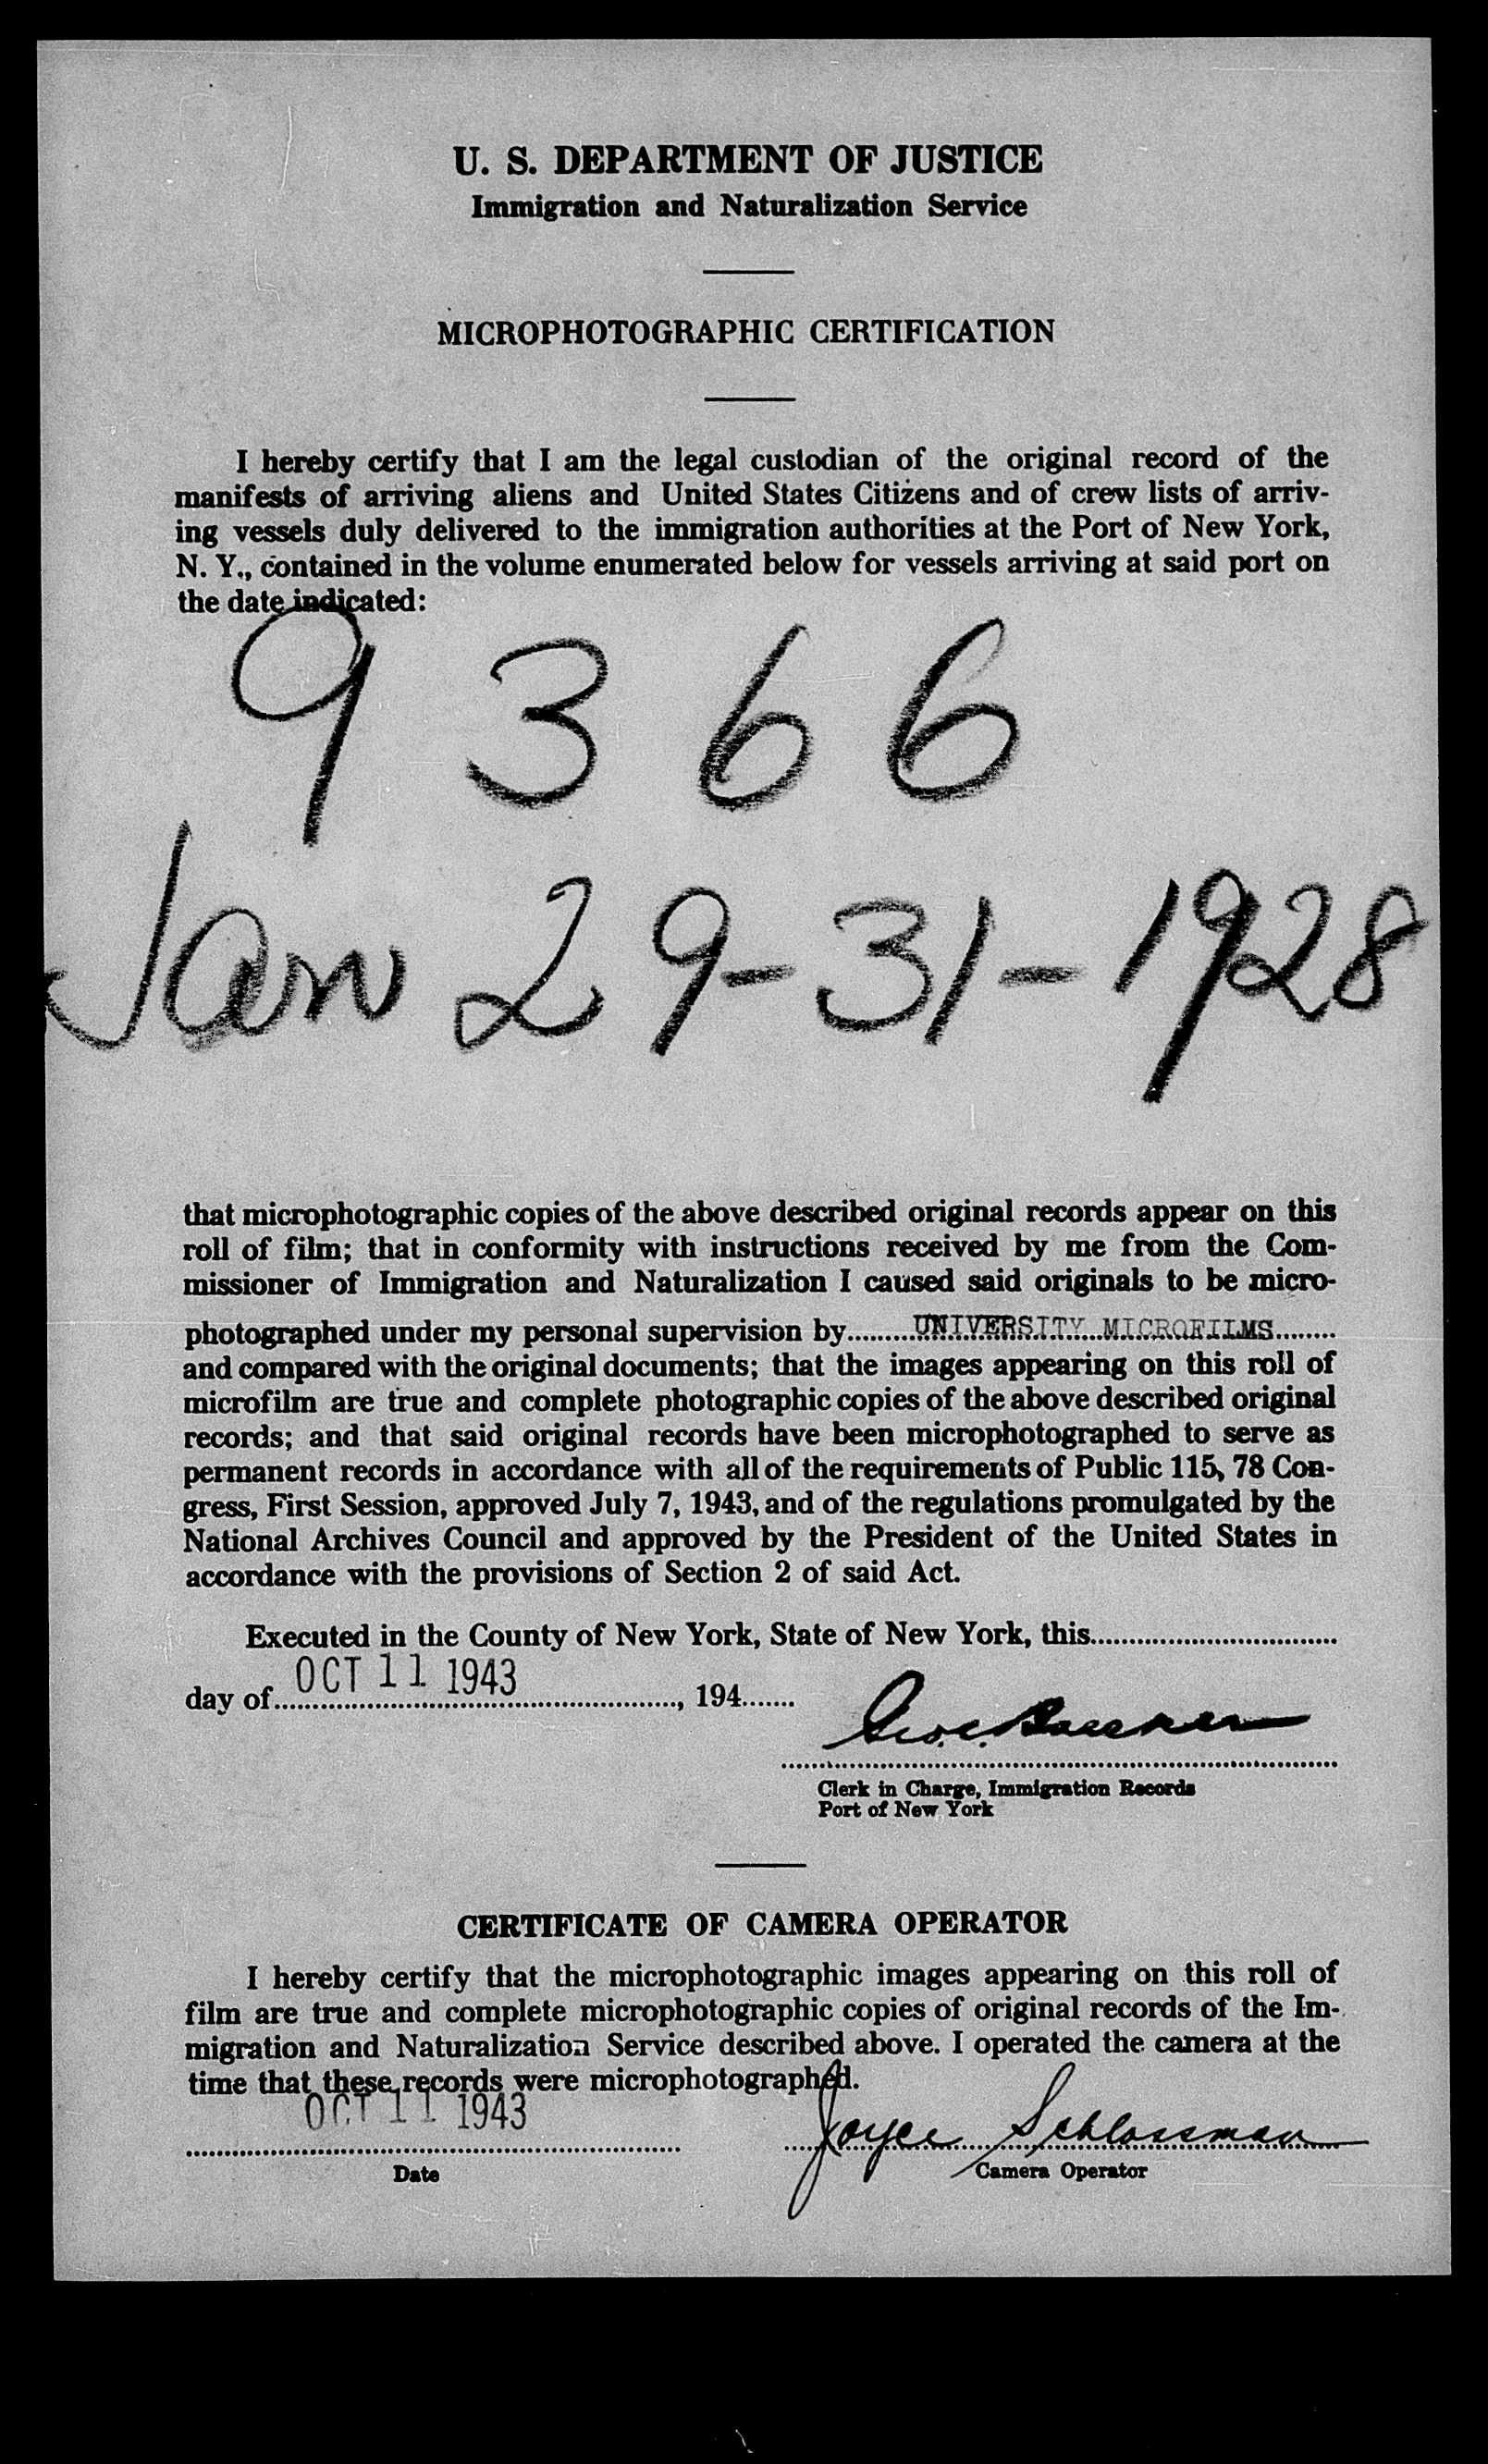 U. S. DEPARTMENT OF JUSTICE
Immigration and Naturalization Service
MICROPHOTOGRAPHIC CERTIFICATION
I hereby certify that I am the legal custodian of the original record of the
manifests of arriving aliens and United States Citizens and of crew lists of arriv-
ing vessels duly delivered to the immigration authorities at the Port of New York,
N. Y., contained in the volume enumerated below for vessels arriving at said port on
the date indicated:
9 3 6 6
Jan 29-31-1928
that microphotographic copies of the above described original records appear on this
roll of film; that in conformity with instructions received by me from the Com-
missioner of Immigration and Naturalization I caused said originals to be micro-
photographed under my personal supervision by........UNIVERSITY MICROFILMS........
and compared with the original documents; that the images appearing on this roll of
microfilm are true and complete photographic copies of the above described original
records; and that said original records have been microphotographed to serve as
permanent records in accordance with all of the requirements of Public 115, 78 Con-
gress, First Session, approved July 7, 1943, and of the regulations promulgated by the
National Archives Council and approved by the President of the United States in
accordance with the provisions of Section 2 of said Act.
Executed in the County of New York, State of New York, this................................
day of OCT 11 1943, 194.......
Clerk in Charge, Immigration Records
Port of New York
CERTIFICATE OF CAMERA OPERATOR
I hereby certify that the microphotographic images appearing on this roll of
film are true and complete microphotographic copies of original records of the Im-
migration and Naturalization Service described above. I operated the camera at the
time that these records were microphotographed.
OCT 11 1943
Joyce Schlossman
Date
Camera Operator